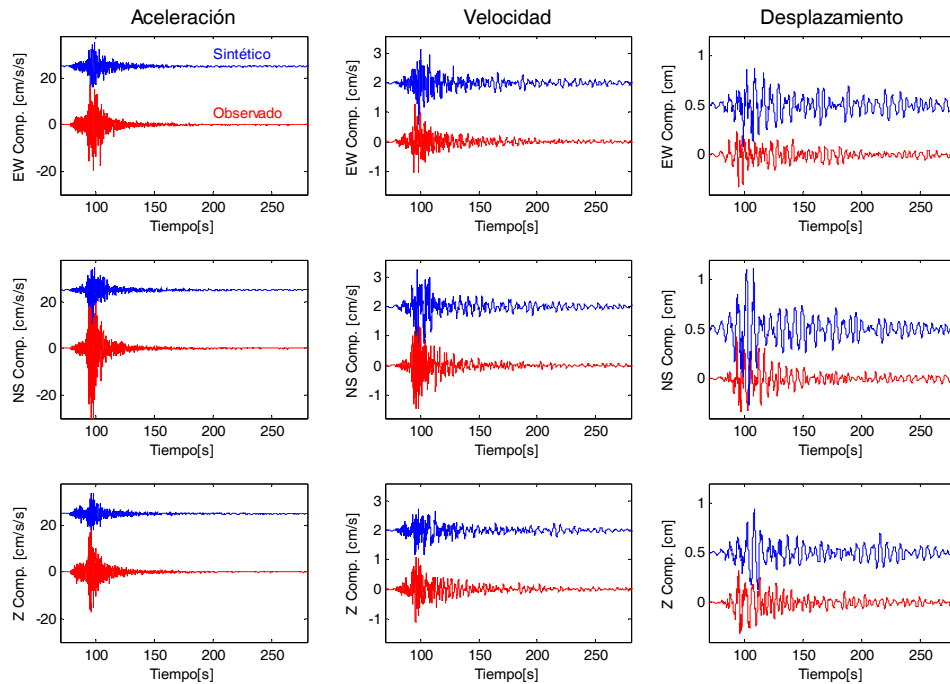 Aceleración
Velocidad
Desplazamiento
EW Comp. [cm/s/s]
20
0
-20
Sintético
Observado
100 150 200 250
Tiempo[s]
EW Comp. [cm/s]
3
2
1
0
-1
100 150 200 250
Tiempo[s]
EW Comp. [cm]
1
0.5
0
100 150 200 250
Tiempo[s]
NS Comp. [cm/s/s]
20
0
-20
100 150 200 250
Tiempo[s]
NS Comp. [cm/s]
3
2
1
0
-1
100 150 200 250
Tiempo[s]
NS Comp. [cm]
1
0.5
0
100 150 200 250
Tiempo[s]
Z Comp. [cm/s/s]
20
0
-20
100 150 200 250
Tiempo[s]
Z Comp. [cm/s]
3
2
1
0
-1
100 150 200 250
Tiempo[s]
Z Comp. [cm]
1
0.5
0
100 150 200 250
Tiempo[s]